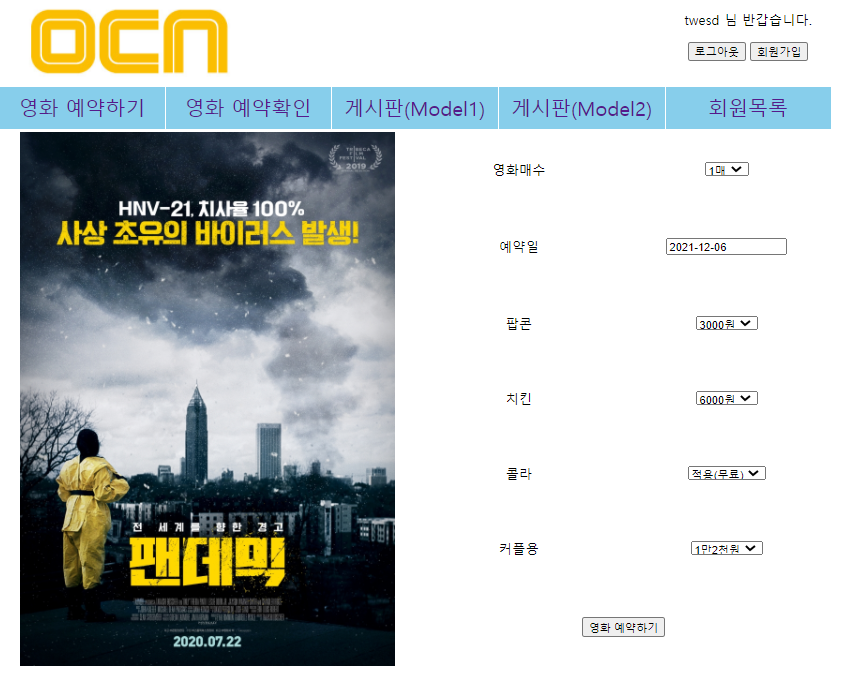 OCN
twesd 님 반갑습니다.
로그아웃 회원가입
영화 예약하기 영화 예약확인 게시판(Model1) 게시판(Model2) 회원목록
TRIBECA
FILM
FESTIVAL
2019
HNV-21, 치사율 100%
사상 초유의 바이러스 발생!
전 세계를 향한 경고
팬데믹
2020.07.22
영화매수 1매
예약일 2021-12-06
팝콘 3000원
치킨 6000원
콜라 적용(무료)
커플용 1만2천원
영화 예약하기